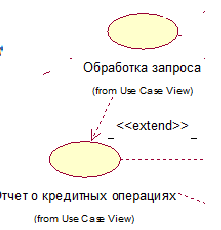 Обработка запроса
(from Use Case View)
<<extend>>
Отчет о кредитных операциях
(from Use Case View)